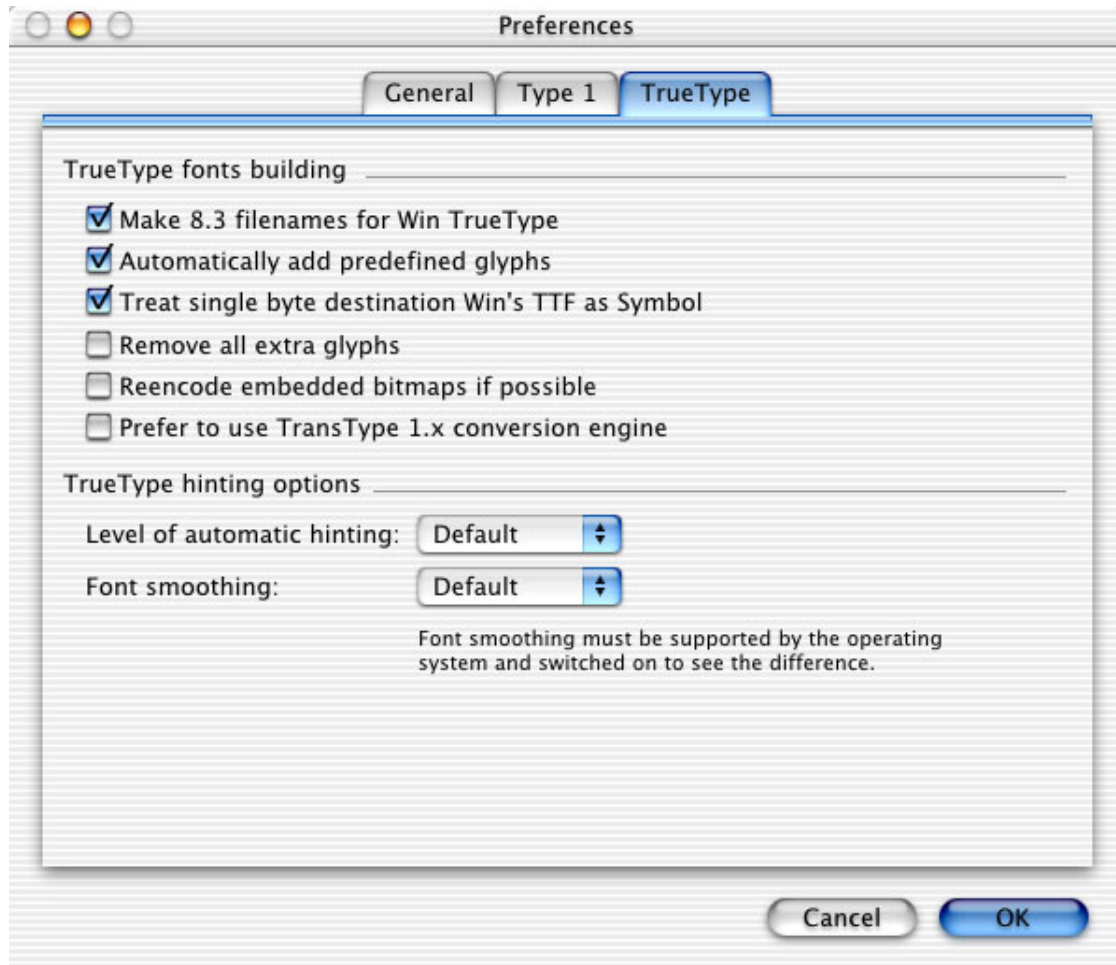 Preferences
General Type 1 TrueType
TrueType fonts building
Make 8.3 filenames for Win TrueType
Automatically add predefined glyphs
Treat single byte destination Win's TTF as Symbol
Remove all extra glyphs
Reencode embedded bitmaps if possible
Prefer to use TransType 1.x conversion engine
TrueType hinting options
Level of automatic hinting: Default
Font smoothing: Default
Font smoothing must be supported by the operating
system and switched on to see the difference.
Cancel OK